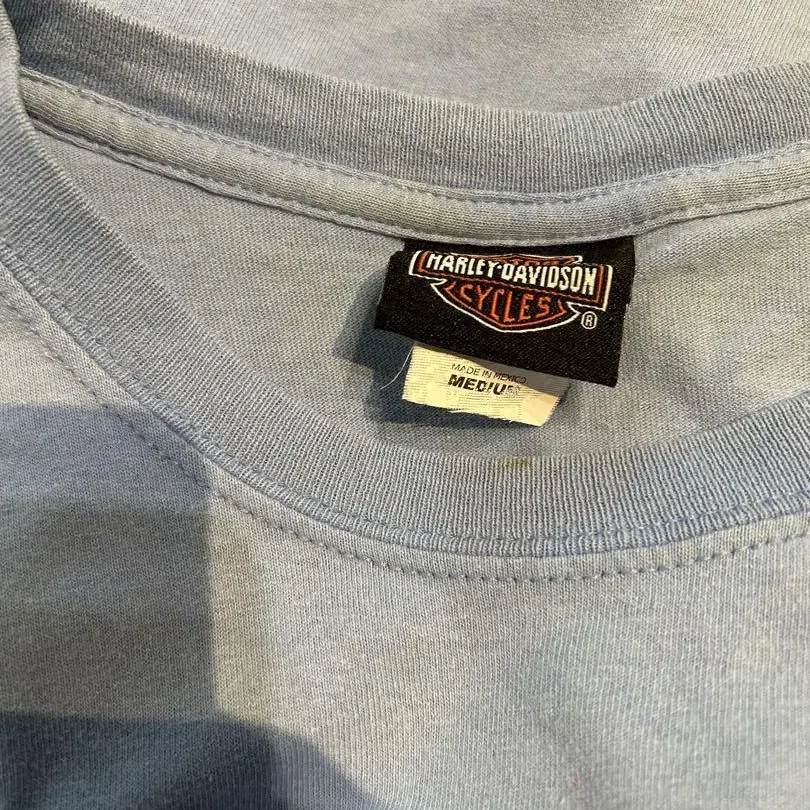 HARLEY-DAVIDSON
CYCLES
®
MADE IN MEXICO
MEDIUM